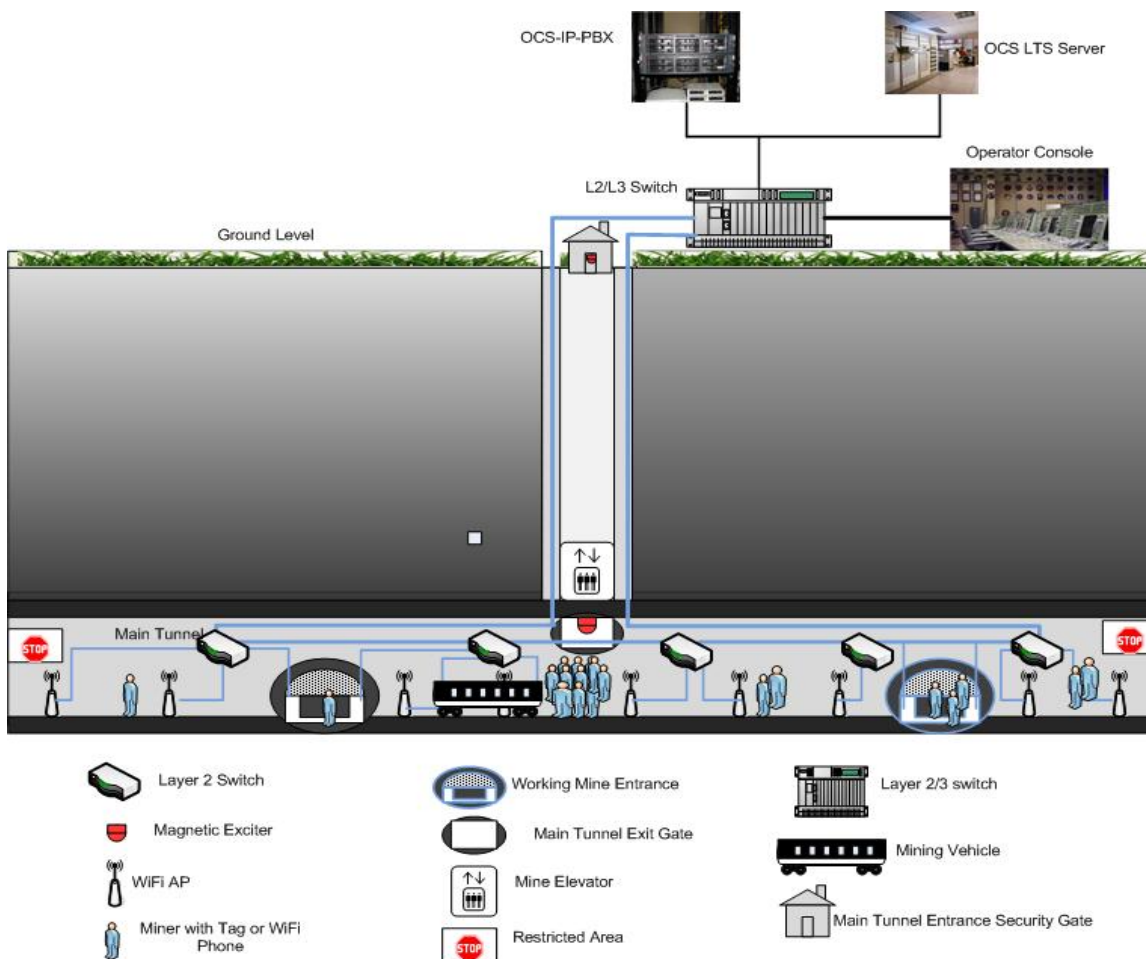 OCS-IP-PBX
OCS LTS Server
Operator Console
L2/L3 Switch
Ground Level
Main Tunnel
STOP
STOP
Layer 2 Switch
Magnetic Exciter
WiFi AP
Miner with Tag or WiFi
Phone
Working Mine Entrance
Main Tunnel Exit Gate
Mine Elevator
STOP
Restricted Area
Layer 2/3 switch
Mining Vehicle
Main Tunnel Entrance Security Gate